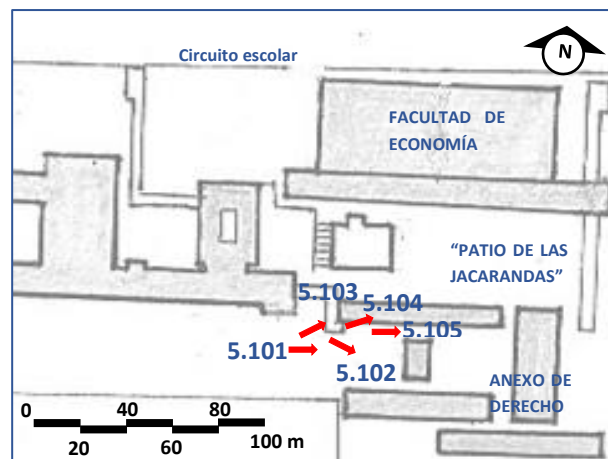 Circuito escolar
N
FACULTAD DE
ECONOMÍA
“PATIO DE LAS
JACARANDAS”
5.103
5.104
5.105
5.101
5.102
ANEXO DE
DERECHO
0 40 80
20 60 100 m